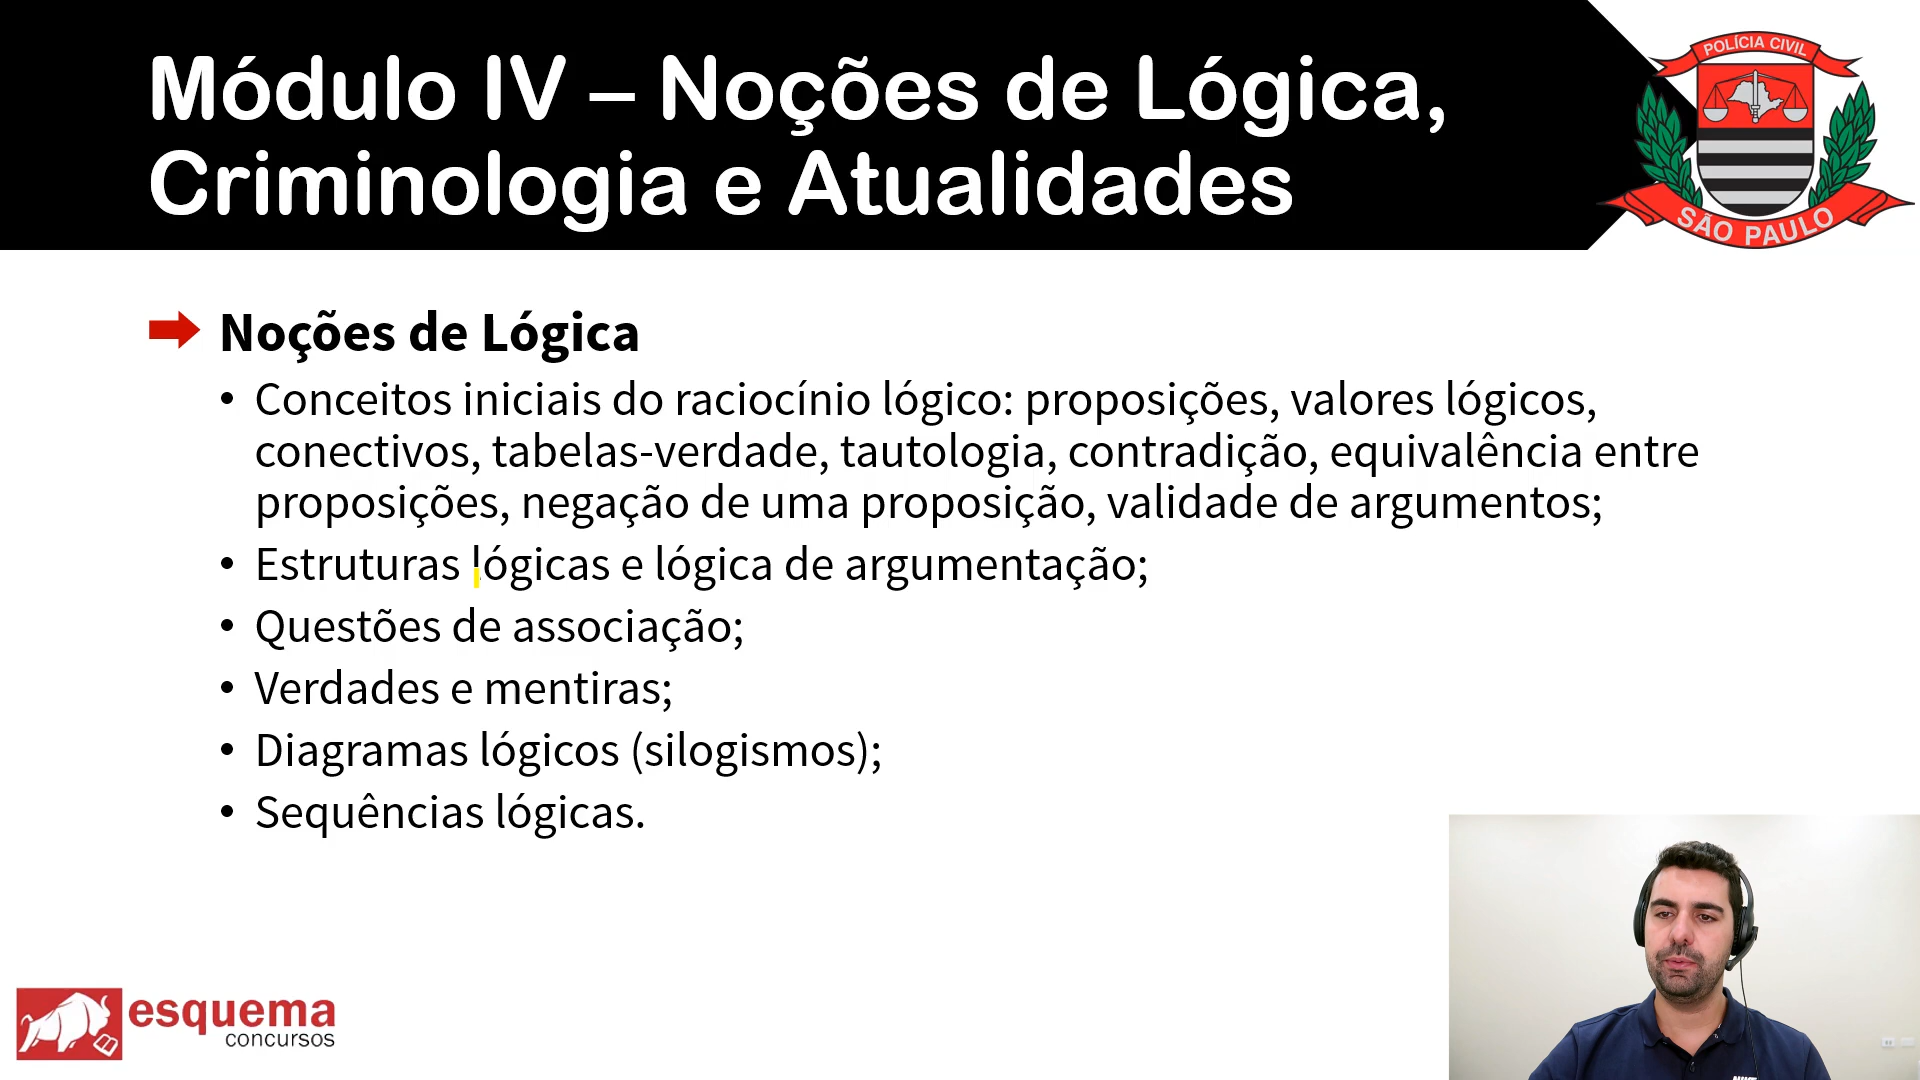 Módulo IV – Noções de Lógica,
Criminologia e Atualidades
POLÍCIA CIVIL
SÃO PAULO
Noções de Lógica
• Conceitos iniciais do raciocínio lógico: proposições, valores lógicos,
conectivos, tabelas-verdade, tautologia, contradição, equivalência entre
proposições, negação de uma proposição, validade de argumentos;
• Estruturas lógicas e lógica de argumentação;
• Questões de associação;
• Verdades e mentiras;
• Diagramas lógicos (silogismos);
• Sequências lógicas.
esquema
concursos